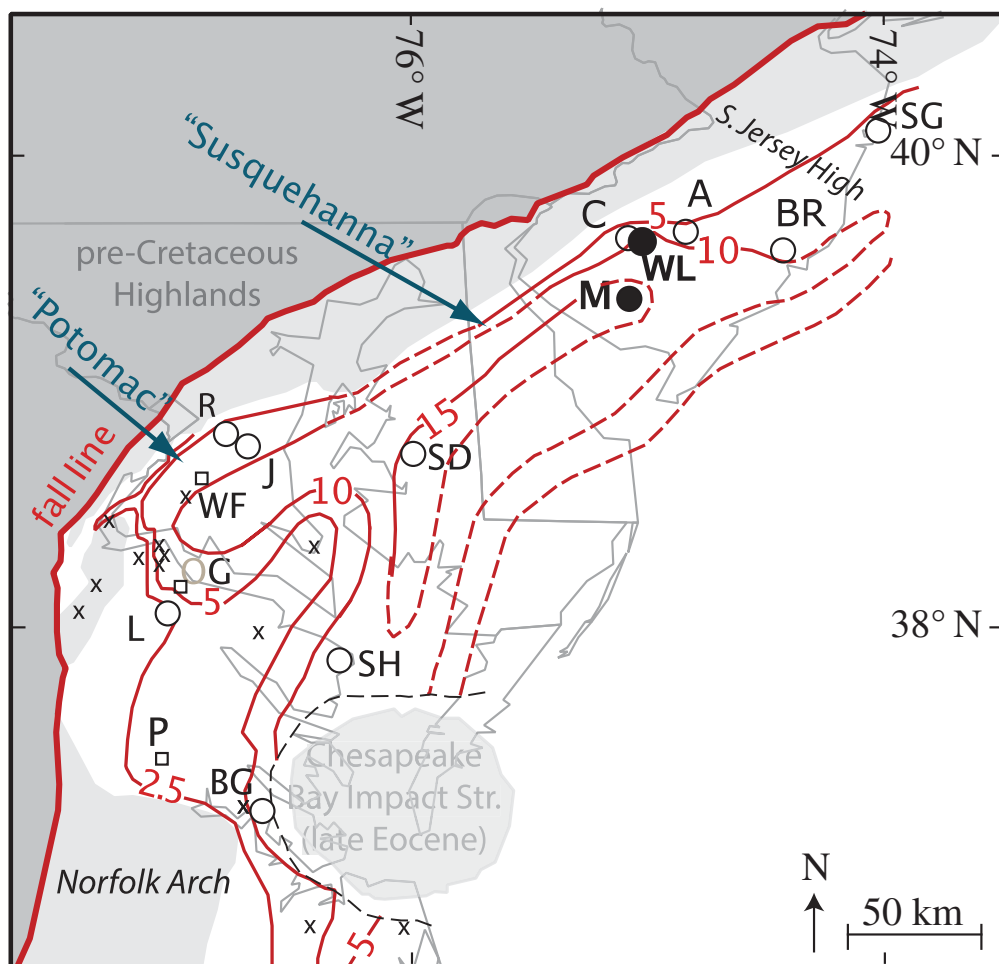 76° W
74° W
SG
S. Jersey High
40° N
"Susquehanna"
A
C
5
BR
10
WL
pre-Cretaceous
Highlands
M
"Potomac"
R
15
SD
J
fall line
10
WF
G
5
L
38° N
SH
P
2.5
BG
Chesapeake
Bay Impact Str.
(late Eocene)
Norfolk Arch
N
50 km
5
x
x
x
x
x
x
x
x
x
x
x
x
x